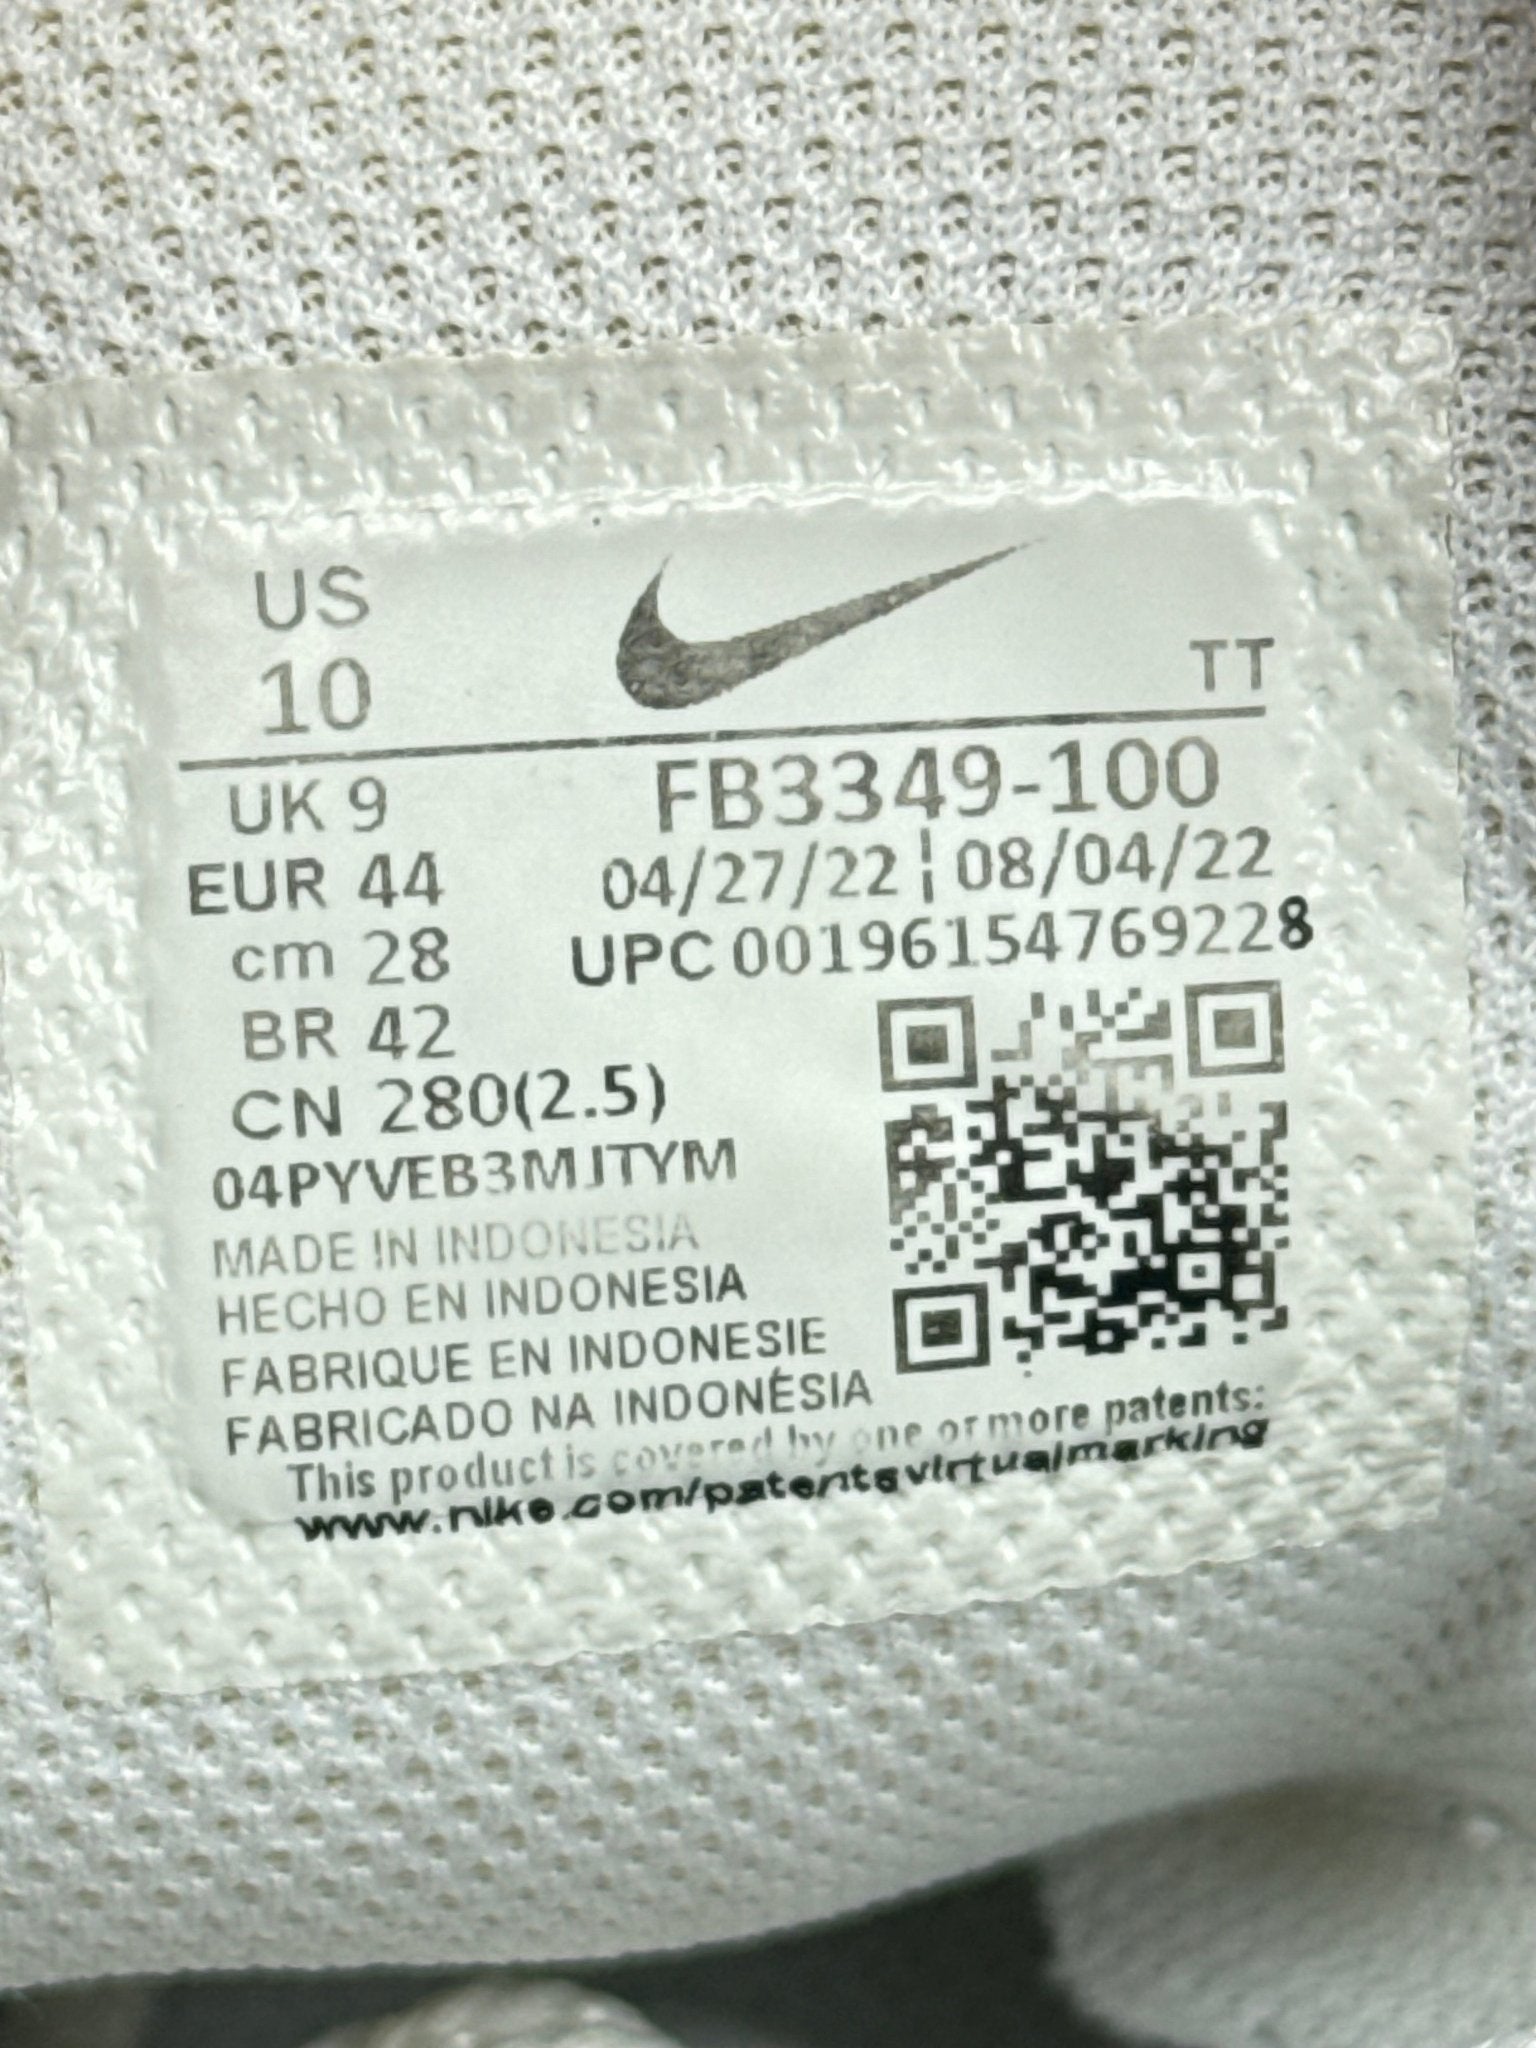 US
10
TT
UK 9
FB3349-100
EUR 44
04/27/22 ¦ 08/04/22
cm 28
UPC 00196154769228
BR 42
CN 280(2.5)
04PYVEB3MJTYM
MADE IN INDONESIA
HECHO EN INDONESIA
FABRIQUE EN INDONESIE
FABRICADO NA INDONÉSIA
This product is covered by one or more patents:
www.nike.com/patentsvirtualmarking